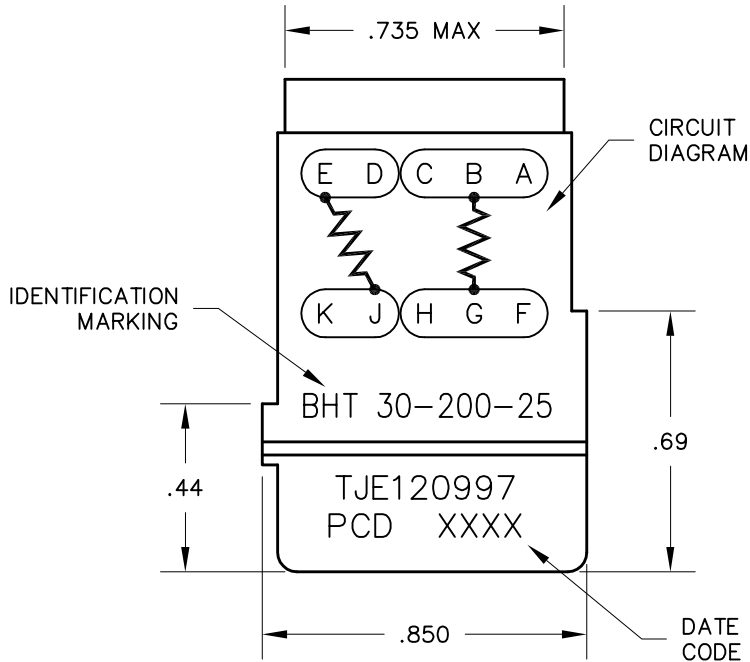 .735 MAX
CIRCUIT
DIAGRAM
E D C B A
IDENTIFICATION
MARKING
K J H G F
BHT 30-200-25
.69
.44
TJE120997
PCD XXXX
.850
DATE
CODE